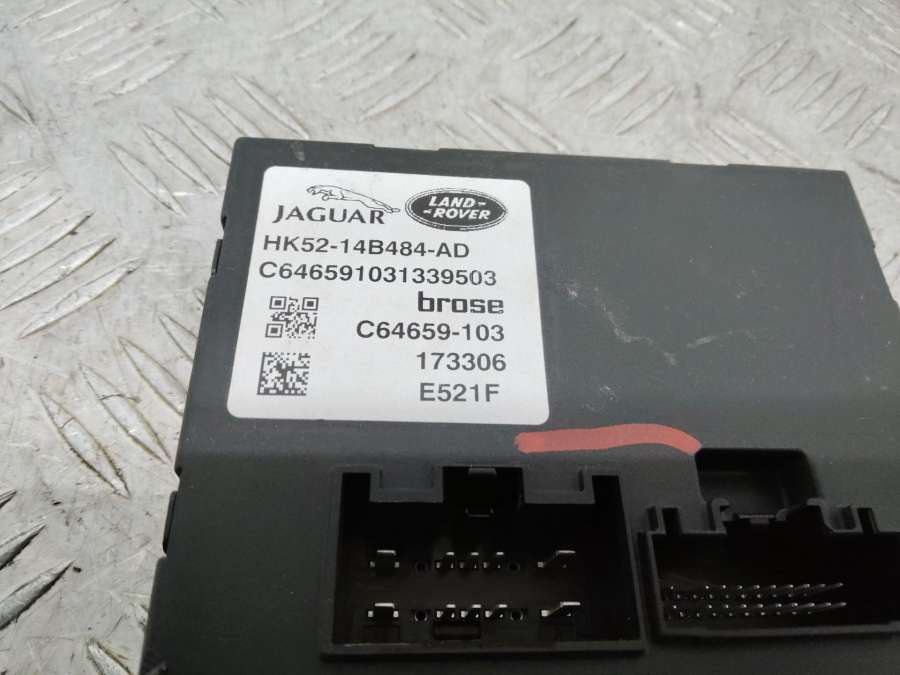 JAGUAR
LAND
ROVER
HK52-14B484-AD
C646591031339503
brose
C64659-103
173306
E521F